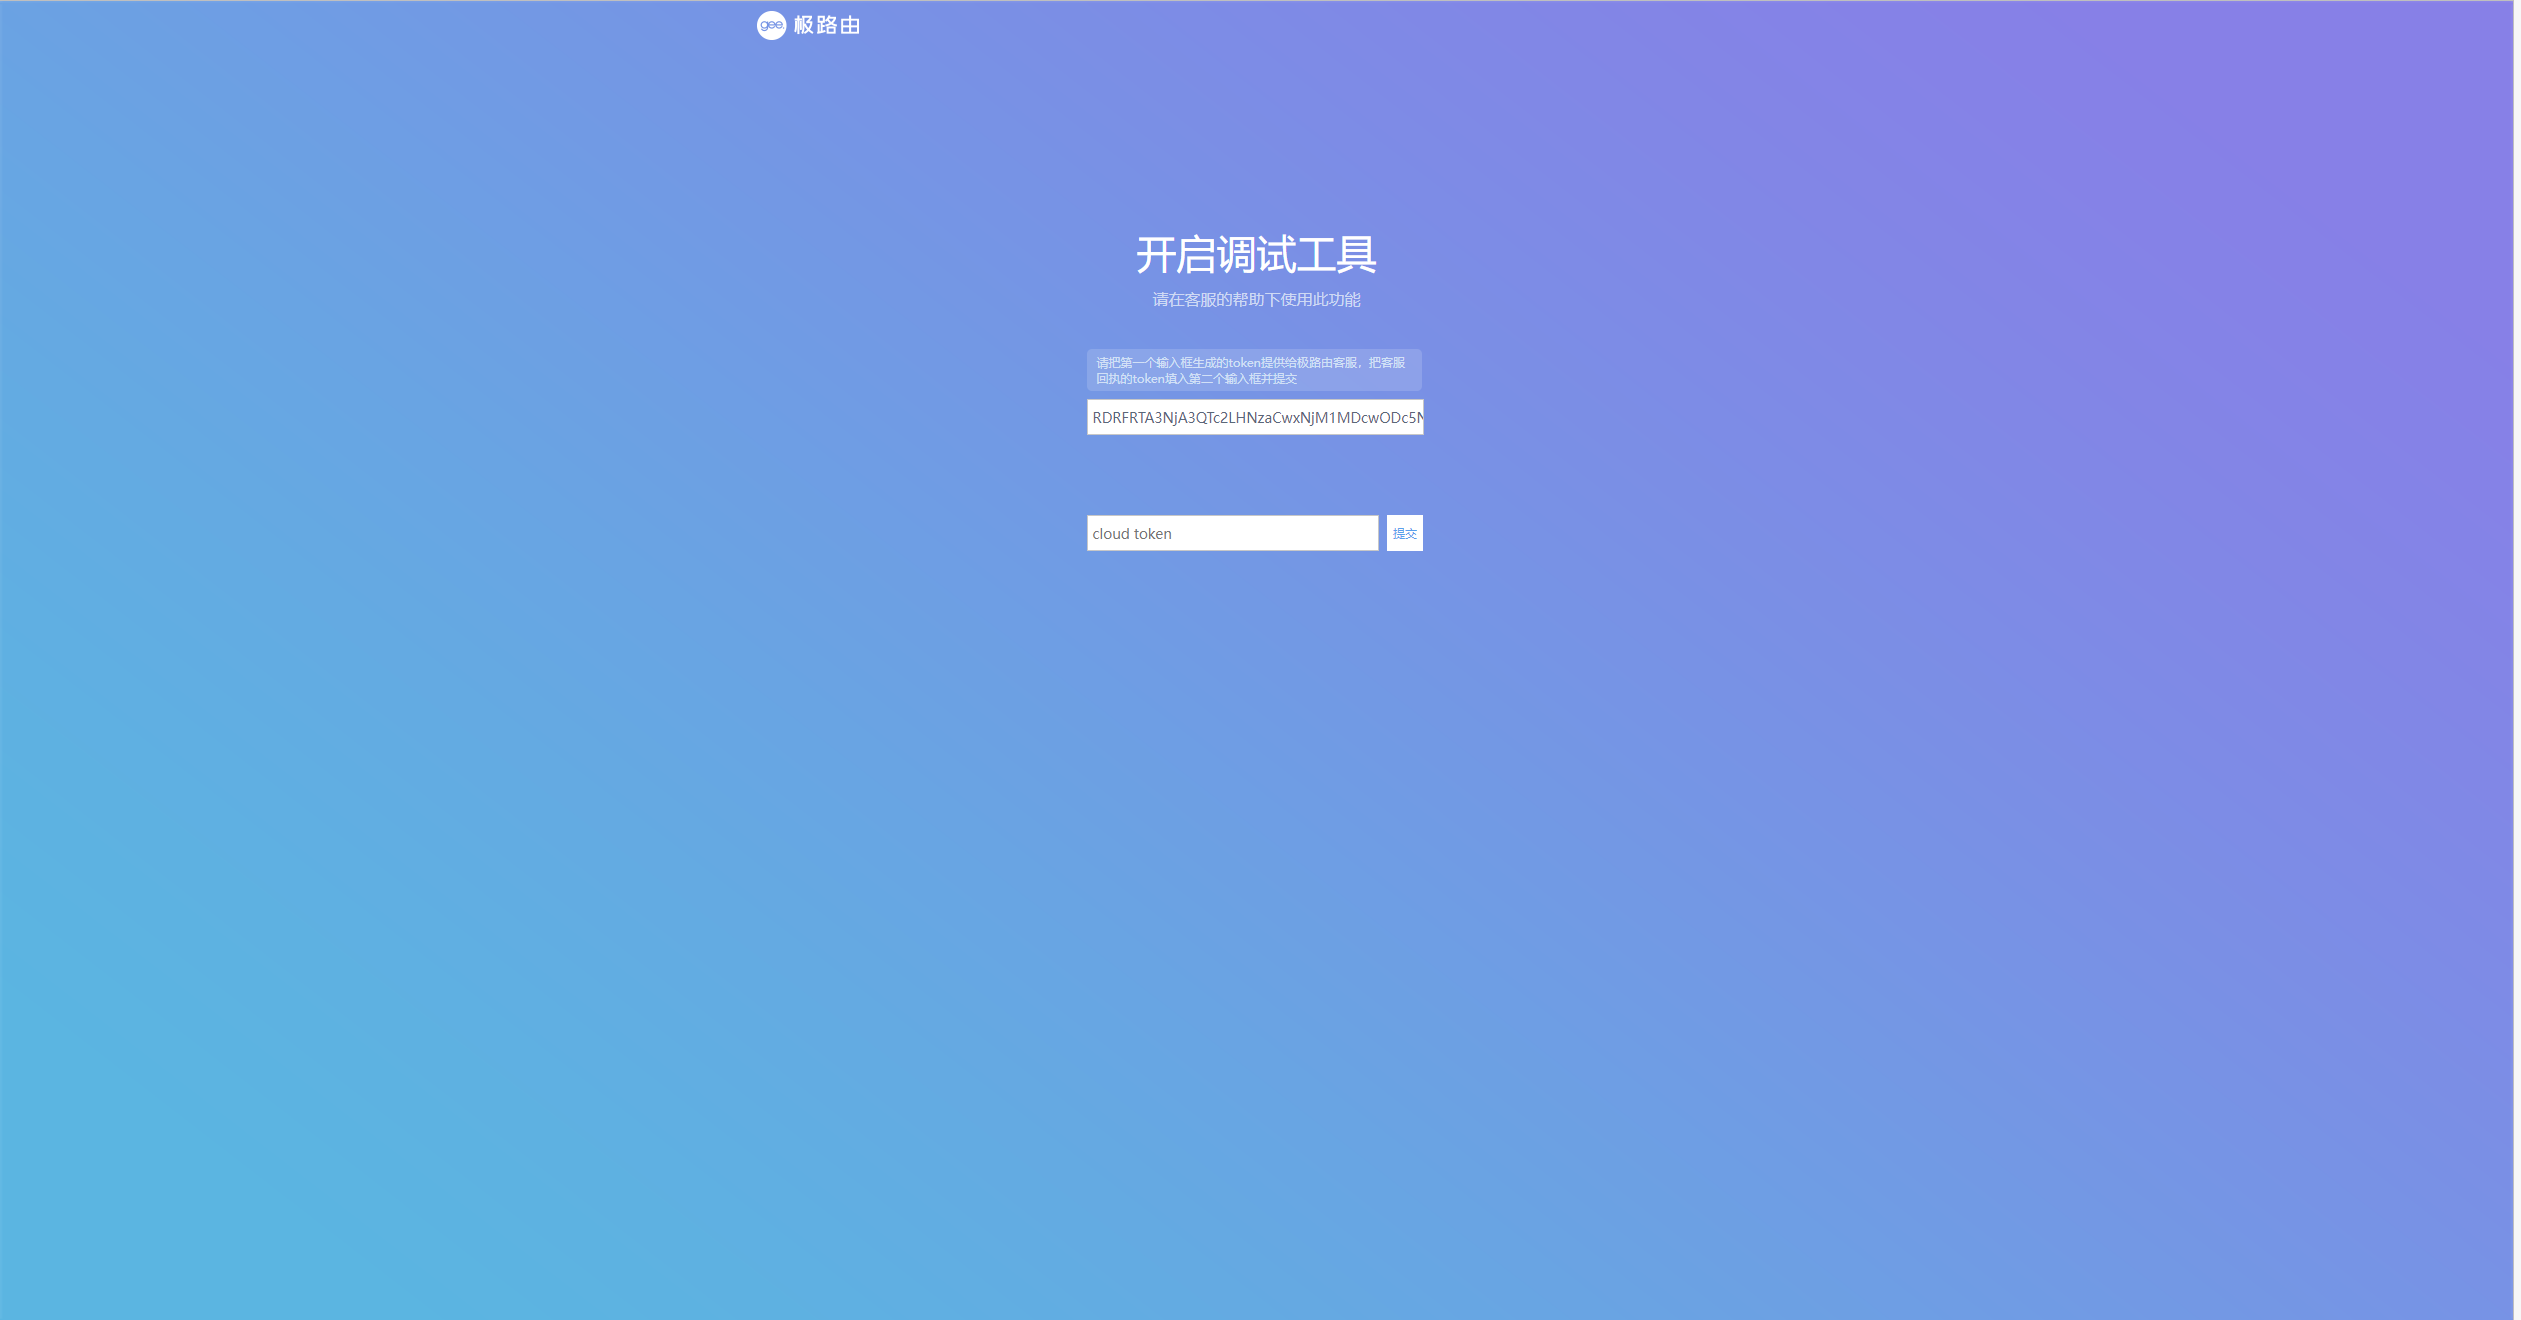 gee. 极路由
开启调试工具
请在客服的帮助下使用此功能
请把第一个输入框生成的token提供给极路由客服，把客服
回执的token填入第二个输入框并提交
RDRFRTA3NjA3QTc2LHNzaCwxNjM1MDcwODc5N
cloud token
提交